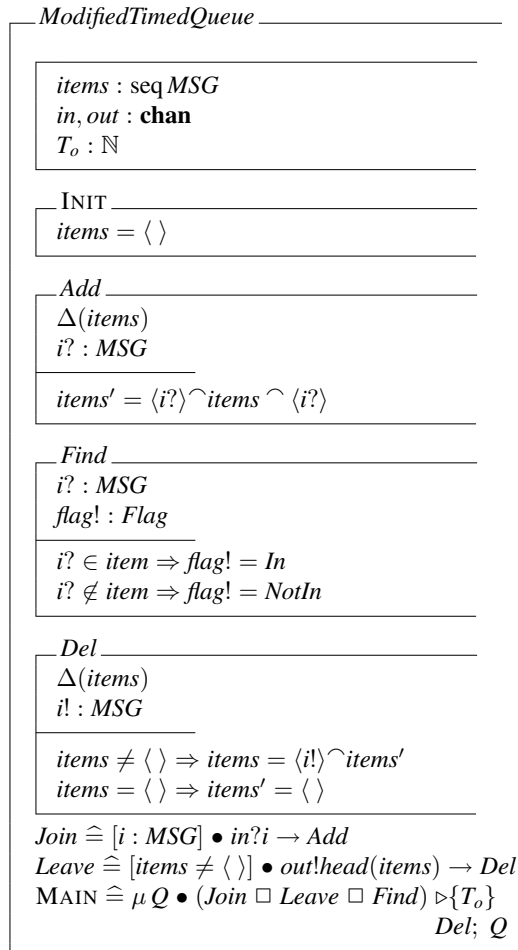 ModifiedTimedQueue
items : seq MSG
in, out : chan
Tₒ : ℕ
INIT
items = ⟨ ⟩
Add
Δ(items)
i? : MSG
items′ = ⟨i?⟩⌢items ⌢ ⟨i?⟩
Find
i? : MSG
flag! : Flag
i? ∈ item ⇒ flag! = In
i? ∉ item ⇒ flag! = NotIn
Del
Δ(items)
i! : MSG
items ≠ ⟨ ⟩ ⇒ items = ⟨i!⟩⌢items′
items = ⟨ ⟩ ⇒ items′ = ⟨ ⟩
Join ≙ [i : MSG] • in?i → Add
Leave ≙ [items ≠ ⟨ ⟩] • out!head(items) → Del
MAIN ≙ μ Q • (Join □ Leave □ Find) ▷{Tₒ}
Del; Q